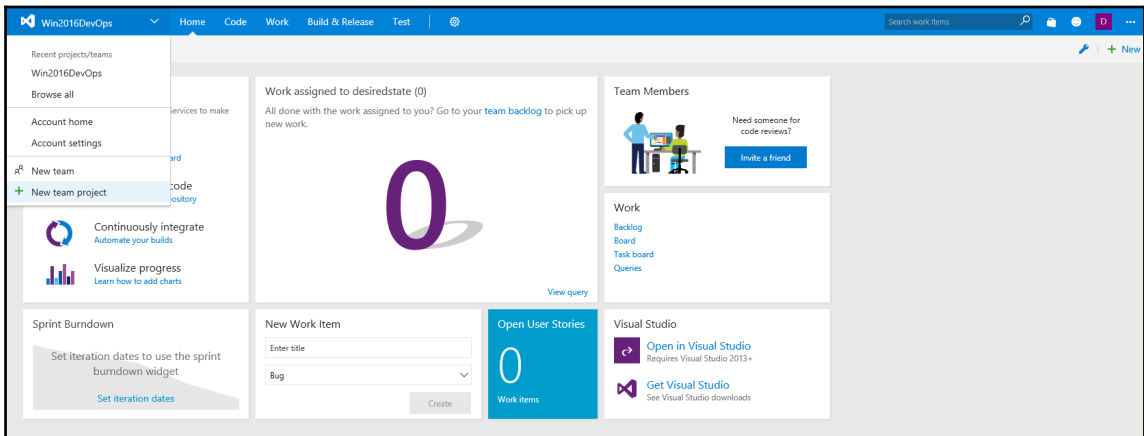 Win2016DevOps
Home Code Work Build & Release Test
Search work items
D
New
Recent projects/teams
Win2016DevOps
Browse all
Account home
Account settings
New team
New team project
Services to make
ard
code
ository
Continuously integrate
Automate your builds
Visualize progress
Learn how to add charts
Work assigned to desiredstate (0)
All done with the work assigned to you? Go to your team backlog to pick up
new work.
0
View query
Team Members
Need someone for
code reviews?
Invite a friend
Work
Backlog
Board
Task board
Queries
Sprint Burndown
Set iteration dates to use the sprint
burndown widget
Set iteration dates
New Work Item
Enter title
Bug
Create
Open User Stories
0
Work items
Visual Studio
Open in Visual Studio
Requires Visual Studio 2013+
Get Visual Studio
See Visual Studio downloads